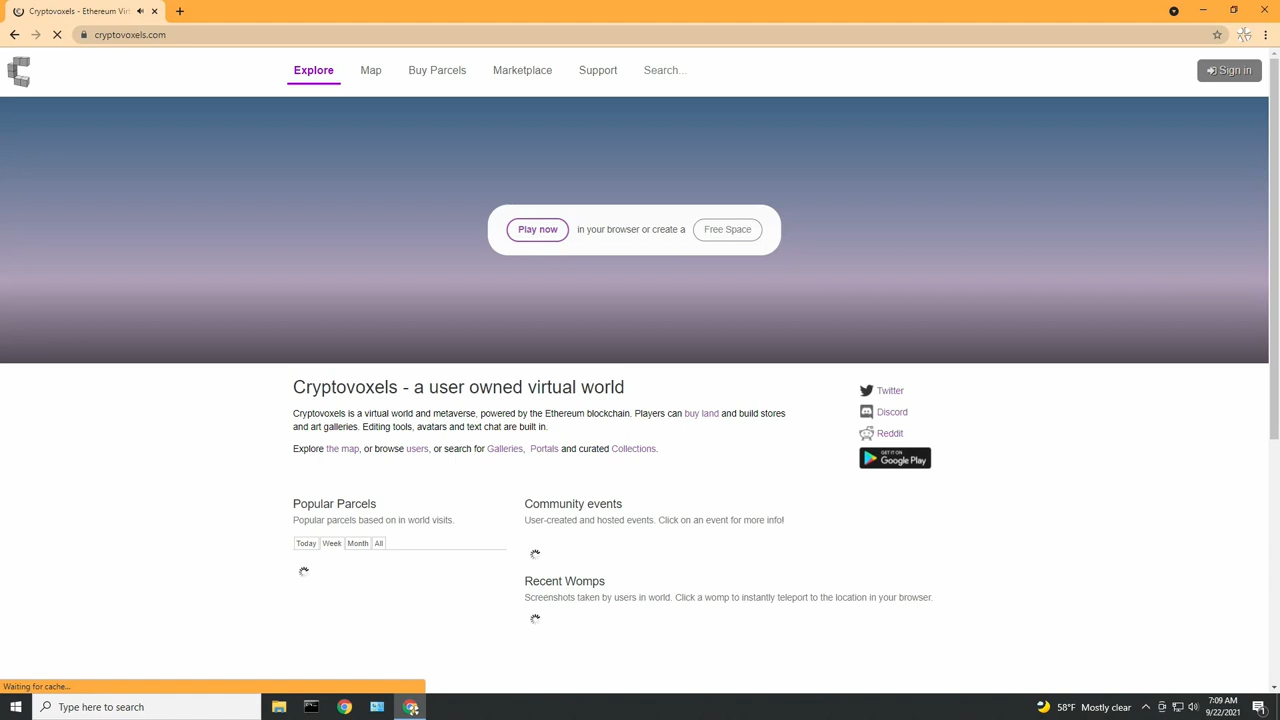 Cryptovoxels - Ethereum Virt
cryptovoxels.com
Explore
Map
Buy Parcels
Marketplace
Support
Search...
Sign in
Play now
in your browser or create a
Free Space
Cryptovoxels - a user owned virtual world
Cryptovoxels is a virtual world and metaverse, powered by the Ethereum blockchain. Players can buy land and build stores
and art galleries. Editing tools, avatars and text chat are built in.
Explore the map, or browse users, or search for Galleries, Portals and curated Collections.
Twitter
Discord
Reddit
GET IT ON
Google Play
Popular Parcels
Popular parcels based on in world visits.
Today
Week
Month
All
Community events
User-created and hosted events. Click on an event for more info!
Recent Womps
Screenshots taken by users in world. Click a womp to instantly teleport to the location in your browser.
Waiting for cache...
Type here to search
58°F Mostly clear
7:09 AM
9/22/2021
1